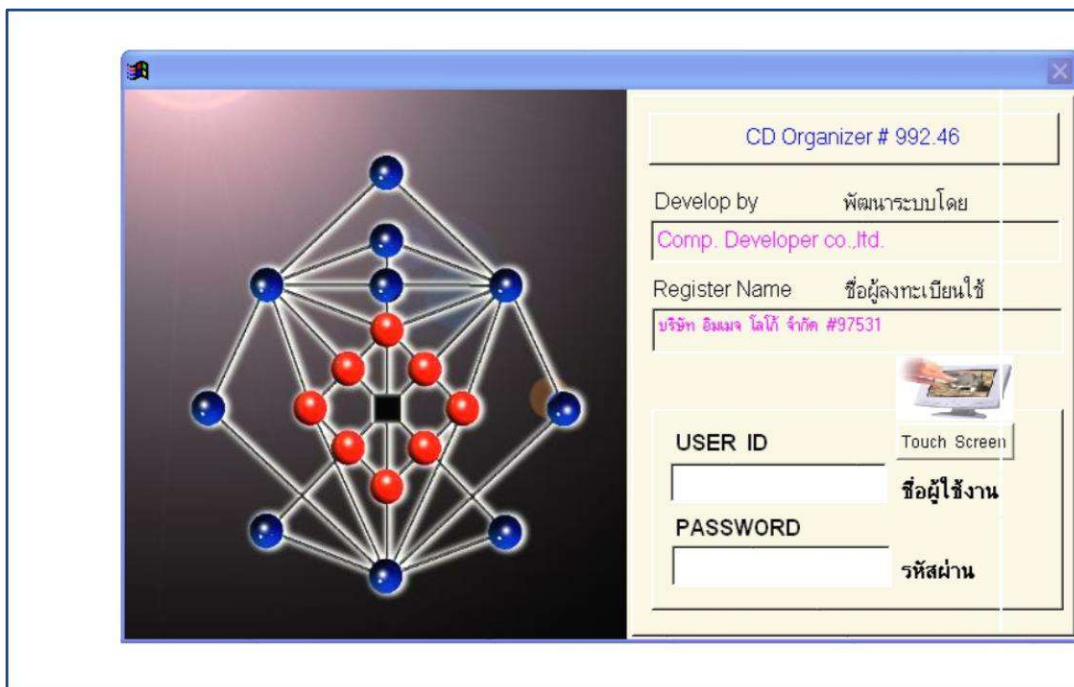 CD Organizer # 992.46
Develop by พัฒนาระบบโดย
Comp. Developer co.,ltd.
Register Name ชื่อผู้ลงทะเบียนใช้
บริษัท อิมเมจ โลโก้ จำกัด #97531
USER ID
Touch Screen
ชื่อผู้ใช้งาน
PASSWORD
รหัสผ่าน